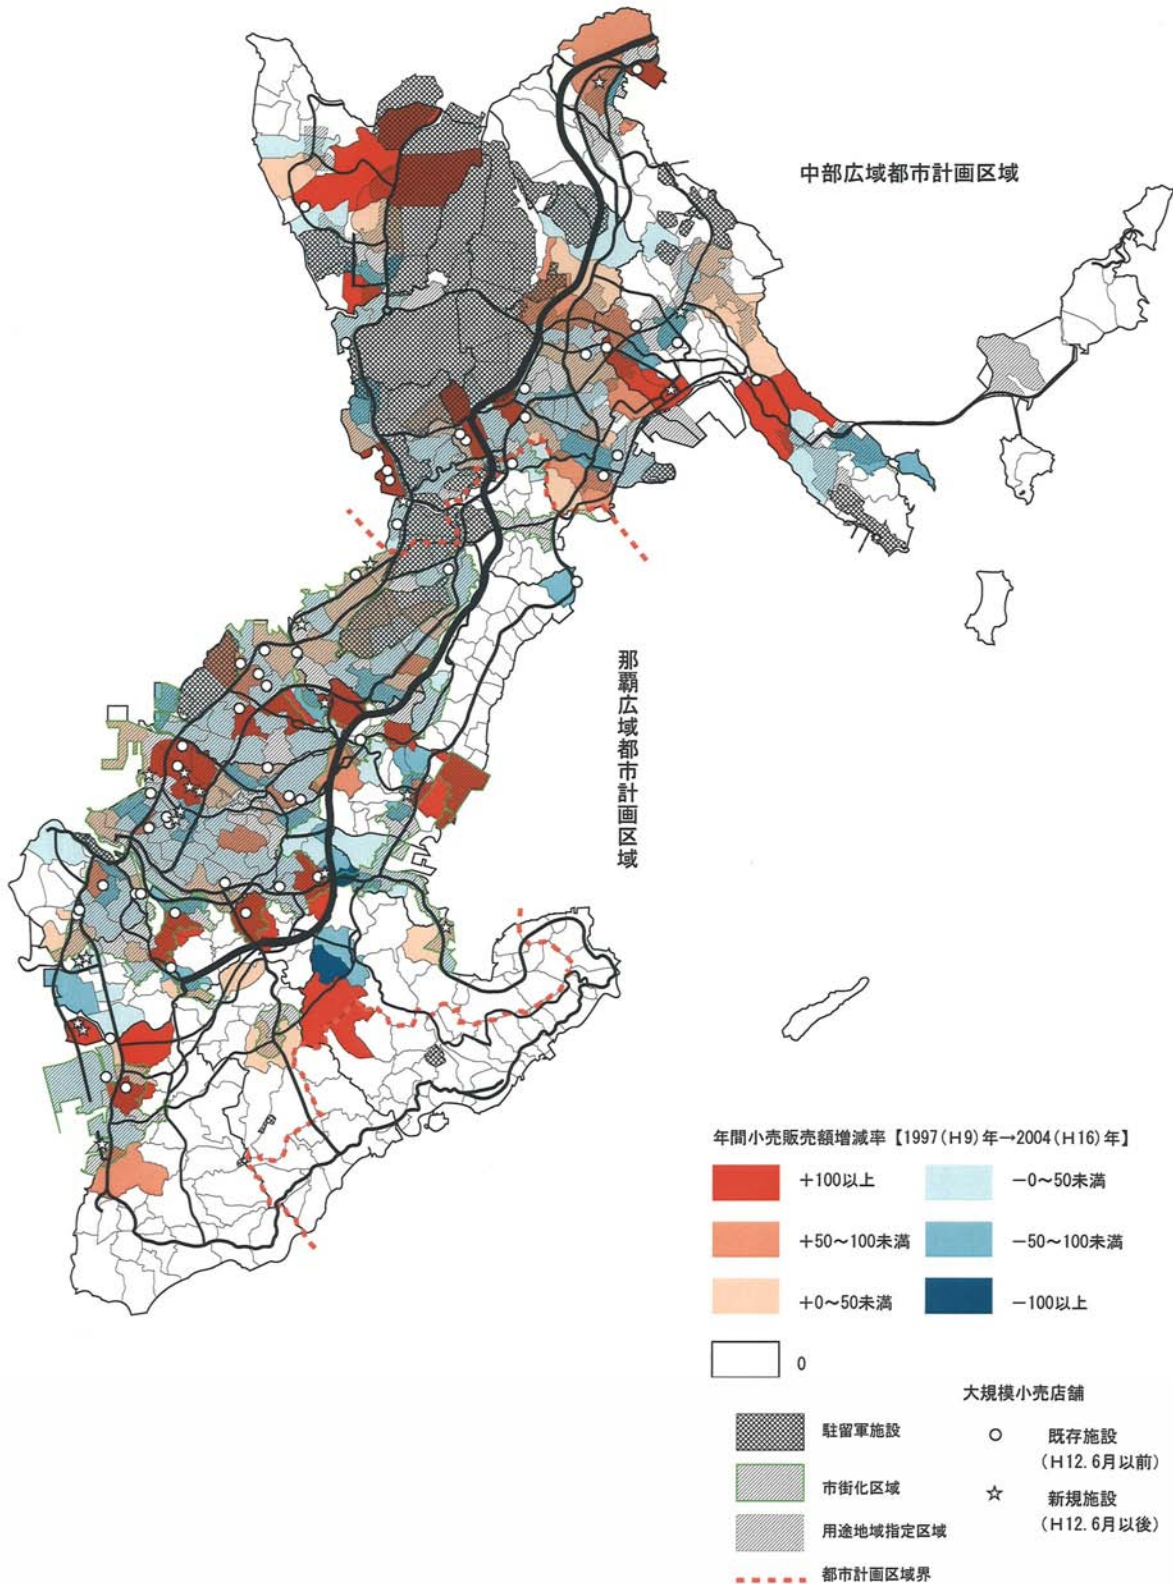 中部広域都市計画区域
那覇広域都市計画区域
年間小売販売額増減率【1997(H9)年→2004(H16)年】
+100以上
−0～50未満
+50～100未満
−50～100未満
+0～50未満
−100以上
0
大規模小売店舗
駐留軍施設
既存施設
(H12.6月以前)
市街化区域
新規施設
(H12.6月以後)
用途地域指定区域
都市計画区域界